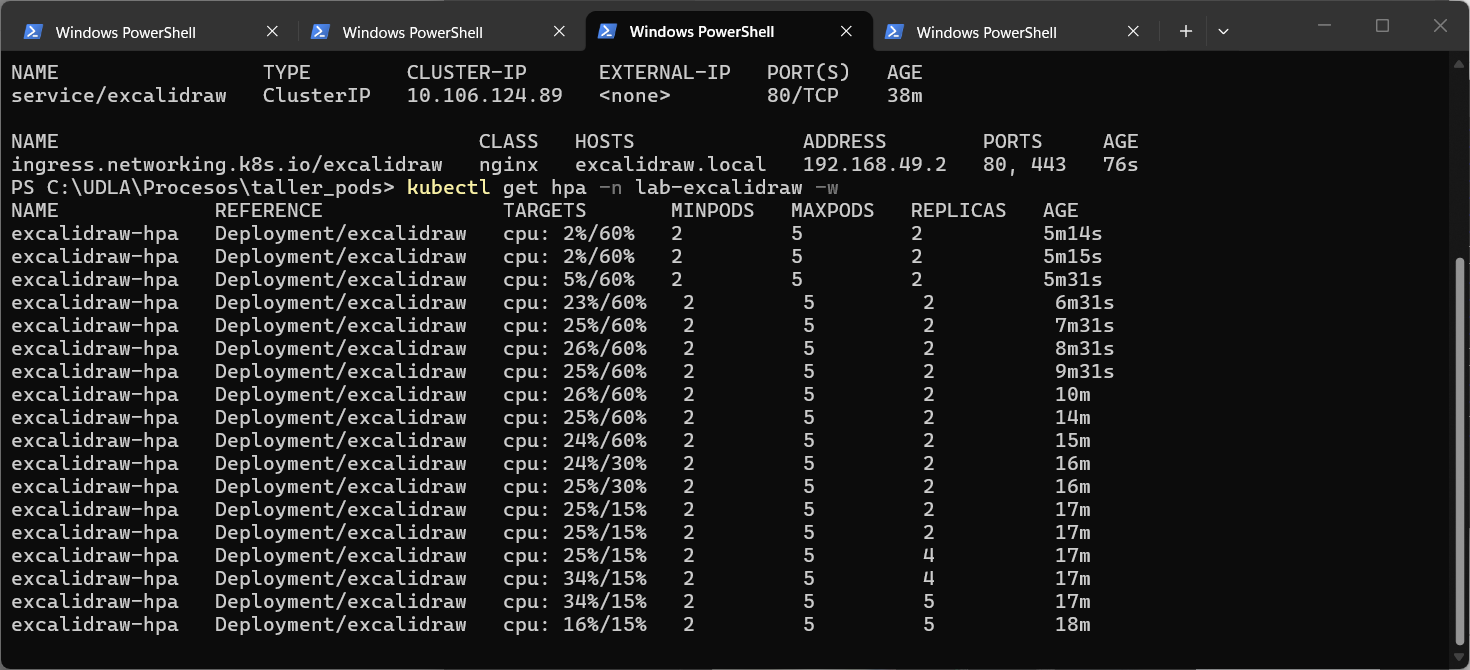 Windows PowerShell Windows PowerShell Windows PowerShell Windows PowerShell
NAME TYPE CLUSTER-IP EXTERNAL-IP PORT(S) AGE
service/excalidraw ClusterIP 10.106.124.89 <none> 80/TCP 38m
NAME CLASS HOSTS ADDRESS PORTS AGE
ingress.networking.k8s.io/excalidraw nginx excalidraw.local 192.168.49.2 80, 443 76s
PS C:\UDLA\Procesos\taller_pods> kubectl get hpa -n lab-excalidraw -w
NAME REFERENCE TARGETS MINPODS MAXPODS REPLICAS AGE
excalidraw-hpa Deployment/excalidraw cpu: 2%/60% 2 5 2 5m14s
excalidraw-hpa Deployment/excalidraw cpu: 2%/60% 2 5 2 5m15s
excalidraw-hpa Deployment/excalidraw cpu: 5%/60% 2 5 2 5m31s
excalidraw-hpa Deployment/excalidraw cpu: 23%/60% 2 5 2 6m31s
excalidraw-hpa Deployment/excalidraw cpu: 25%/60% 2 5 2 7m31s
excalidraw-hpa Deployment/excalidraw cpu: 26%/60% 2 5 2 8m31s
excalidraw-hpa Deployment/excalidraw cpu: 25%/60% 2 5 2 9m31s
excalidraw-hpa Deployment/excalidraw cpu: 26%/60% 2 5 2 10m
excalidraw-hpa Deployment/excalidraw cpu: 25%/60% 2 5 2 14m
excalidraw-hpa Deployment/excalidraw cpu: 24%/60% 2 5 2 15m
excalidraw-hpa Deployment/excalidraw cpu: 24%/30% 2 5 2 16m
excalidraw-hpa Deployment/excalidraw cpu: 25%/30% 2 5 2 16m
excalidraw-hpa Deployment/excalidraw cpu: 25%/15% 2 5 2 17m
excalidraw-hpa Deployment/excalidraw cpu: 25%/15% 2 5 2 17m
excalidraw-hpa Deployment/excalidraw cpu: 25%/15% 2 5 4 17m
excalidraw-hpa Deployment/excalidraw cpu: 34%/15% 2 5 4 17m
excalidraw-hpa Deployment/excalidraw cpu: 34%/15% 2 5 5 17m
excalidraw-hpa Deployment/excalidraw cpu: 16%/15% 2 5 5 18m